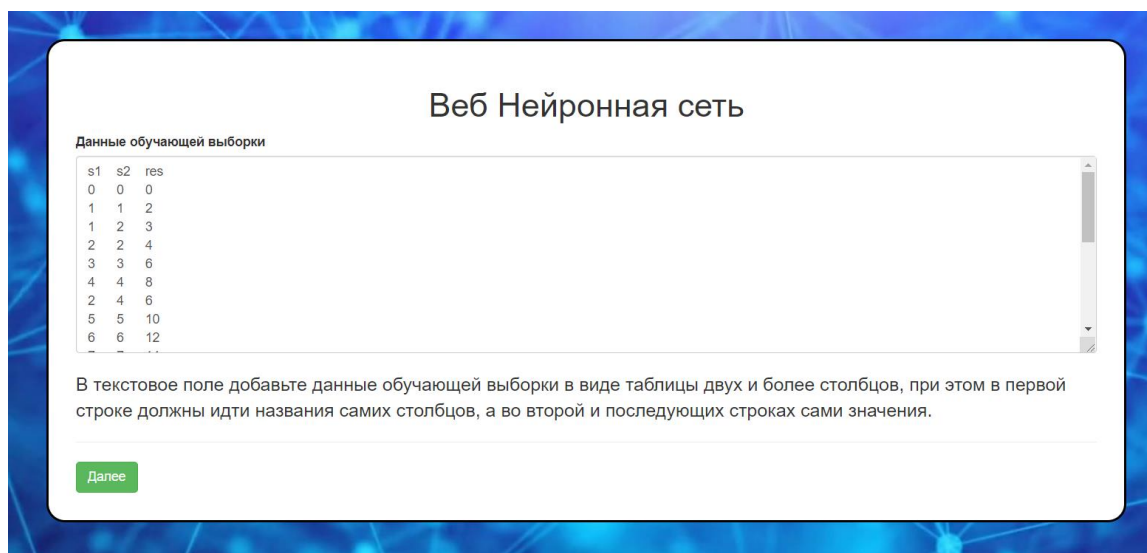 Веб Нейронная сеть
Данные обучающей выборки
s1 s2 res
0 0 0
1 1 2
1 2 3
2 2 4
3 3 6
4 4 8
2 4 6
5 5 10
6 6 12
В текстовое поле добавьте данные обучающей выборки в виде таблицы двух и более столбцов, при этом в первой
строке должны идти названия самих столбцов, а во второй и последующих строках сами значения.
Далее